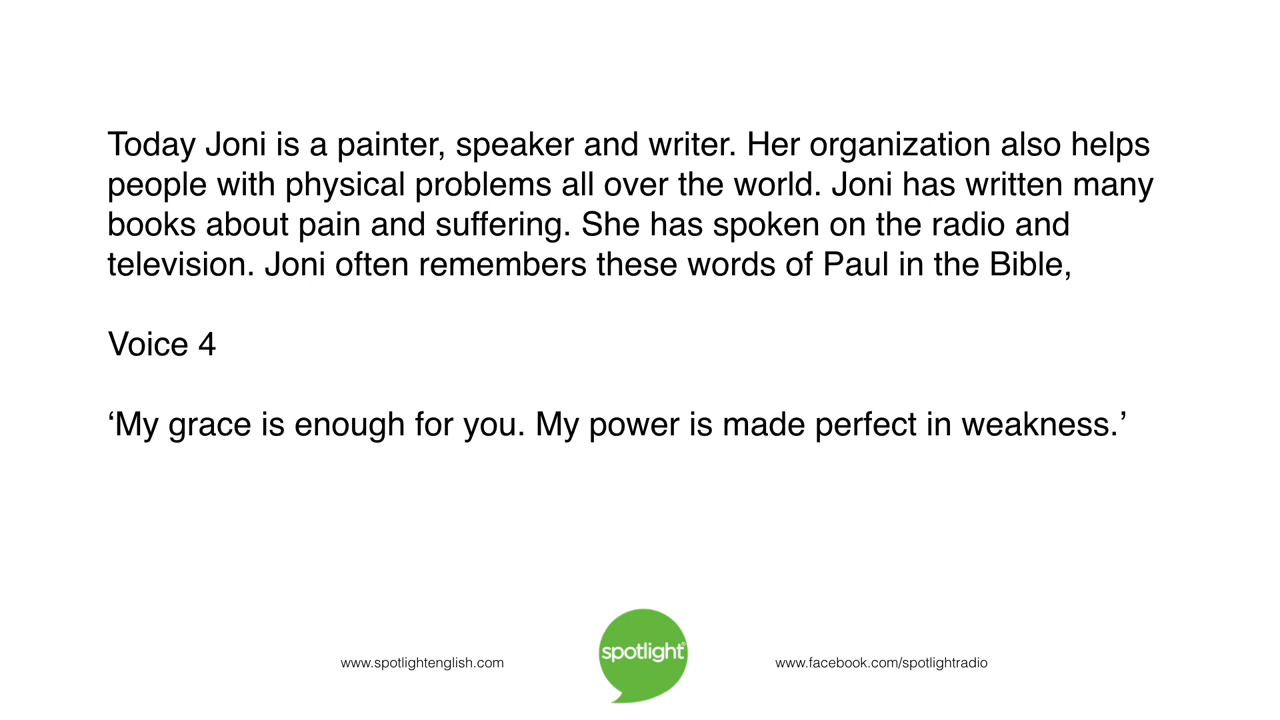 Today Joni is a painter, speaker and writer. Her organization also helps
people with physical problems all over the world. Joni has written many
books about pain and suffering. She has spoken on the radio and
television. Joni often remembers these words of Paul in the Bible,
Voice 4
‘My grace is enough for you. My power is made perfect in weakness.’
www.spotlightenglish.com
spotlight®
www.facebook.com/spotlightradio